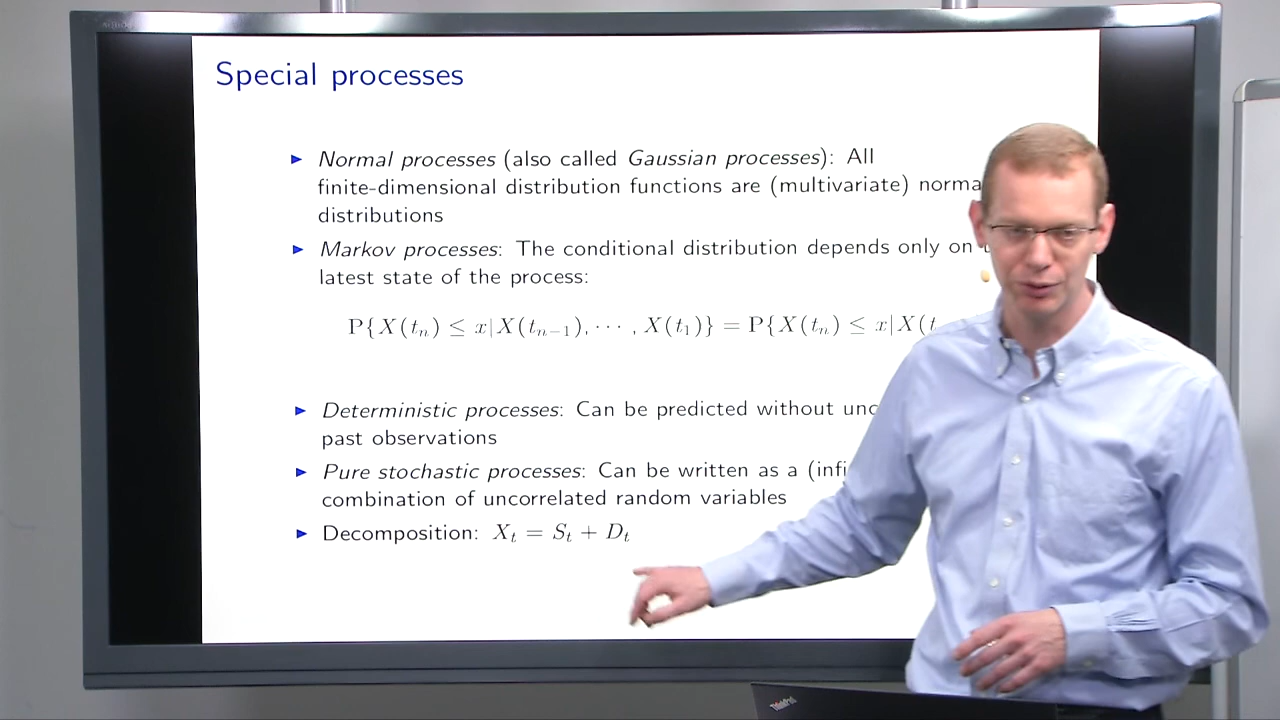 Special processes
► Normal processes (also called Gaussian processes): All
finite-dimensional distribution functions are (multivariate)
distributions
► Markov processes: The conditional distribution depends only on
latest state of the process:
P{X(tₙ) ≤ x|X(tₙ₋₁), ⋯ , X(t₁)} = P{X(tₙ) ≤ x|X(t
► Deterministic processes: Can be predicted without
past observations
► Pure stochastic processes: Can be written as a
combination of uncorrelated random variables
► Decomposition: Xₜ = Sₜ + Dₜ
ThinkPad